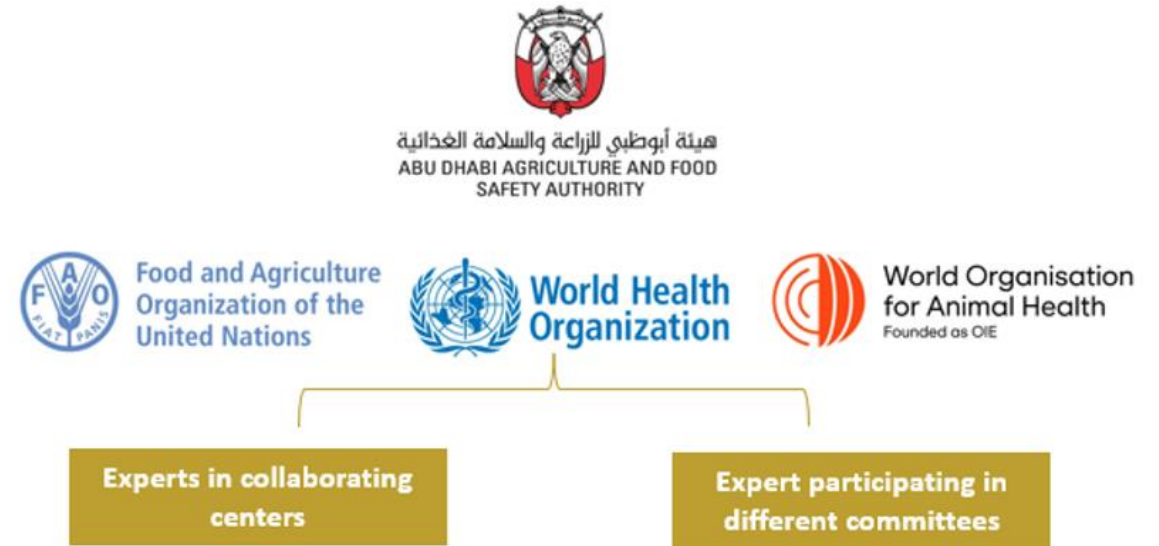 هيئة أبوظبي للزراعة والسلامة الغذائية
ABU DHABI AGRICULTURE AND FOOD
SAFETY AUTHORITY
Food and Agriculture
Organization of the
United Nations
F A O
FIAT PANIS
World Health
Organization
World Organisation
for Animal Health
Founded as OIE
Experts in collaborating
centers
Expert participating in
different committees